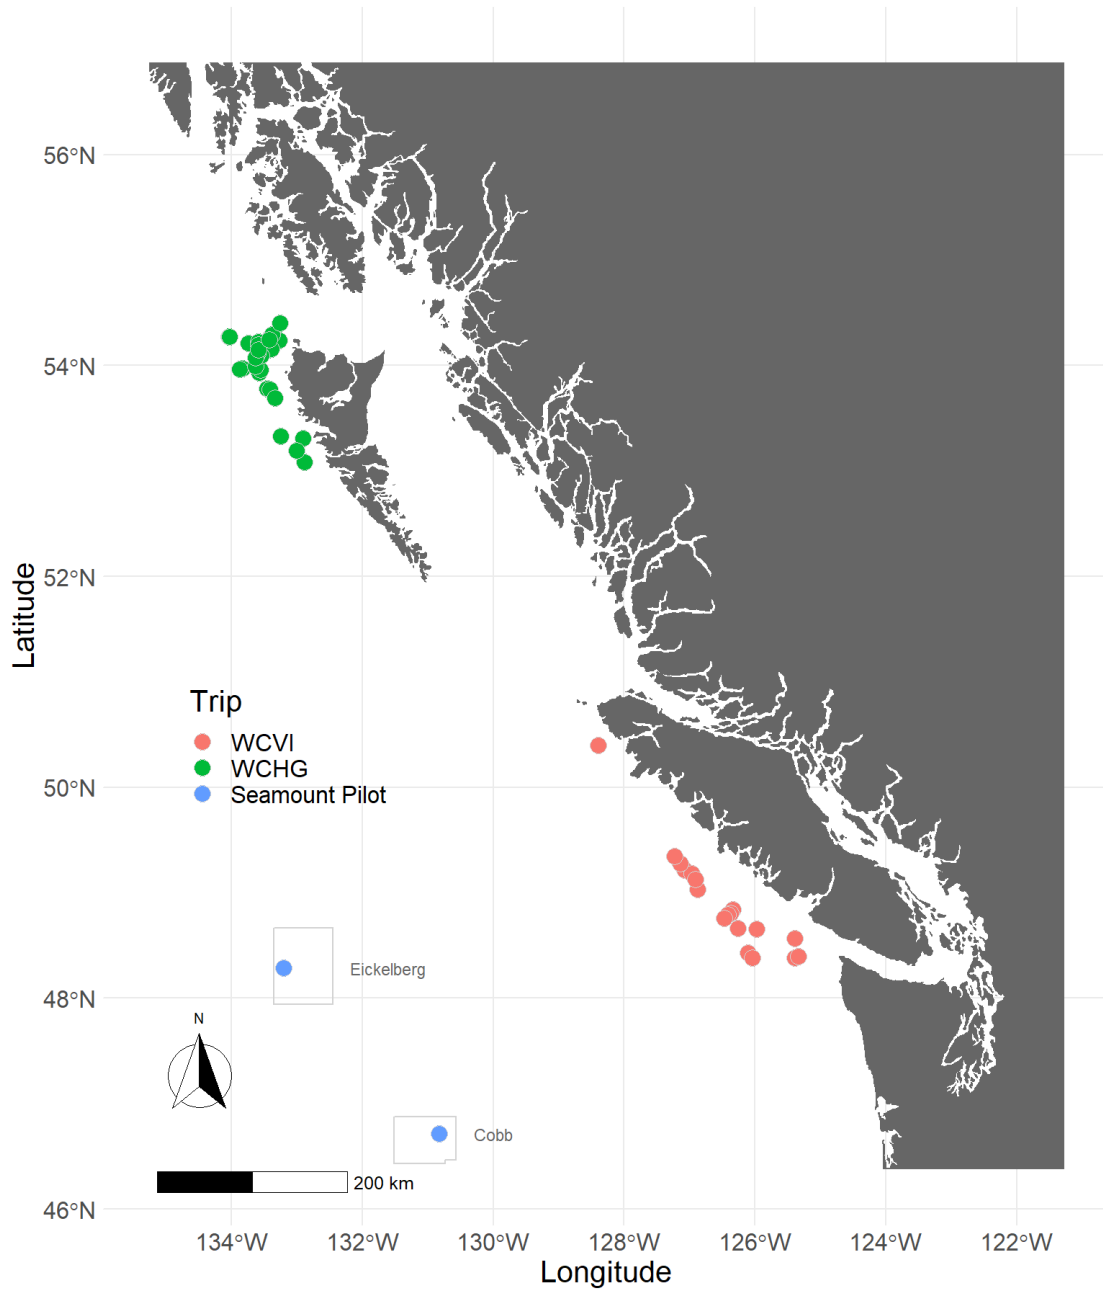 56°N
54°N
52°N
50°N
48°N
46°N
Latitude
Trip
WCVI
WCHG
Seamount Pilot
Eickelberg
N
Cobb
200 km
134°W 132°W 130°W 128°W 126°W 124°W 122°W
Longitude